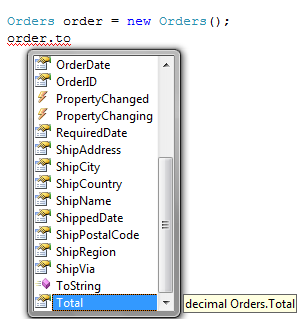 Orders order = new Orders();
order.to
OrderDate
OrderID
PropertyChanged
PropertyChanging
RequiredDate
ShipAddress
ShipCity
ShipCountry
ShipName
ShippedDate
ShipPostalCode
ShipRegion
ShipVia
ToString
Total
decimal Orders.Total